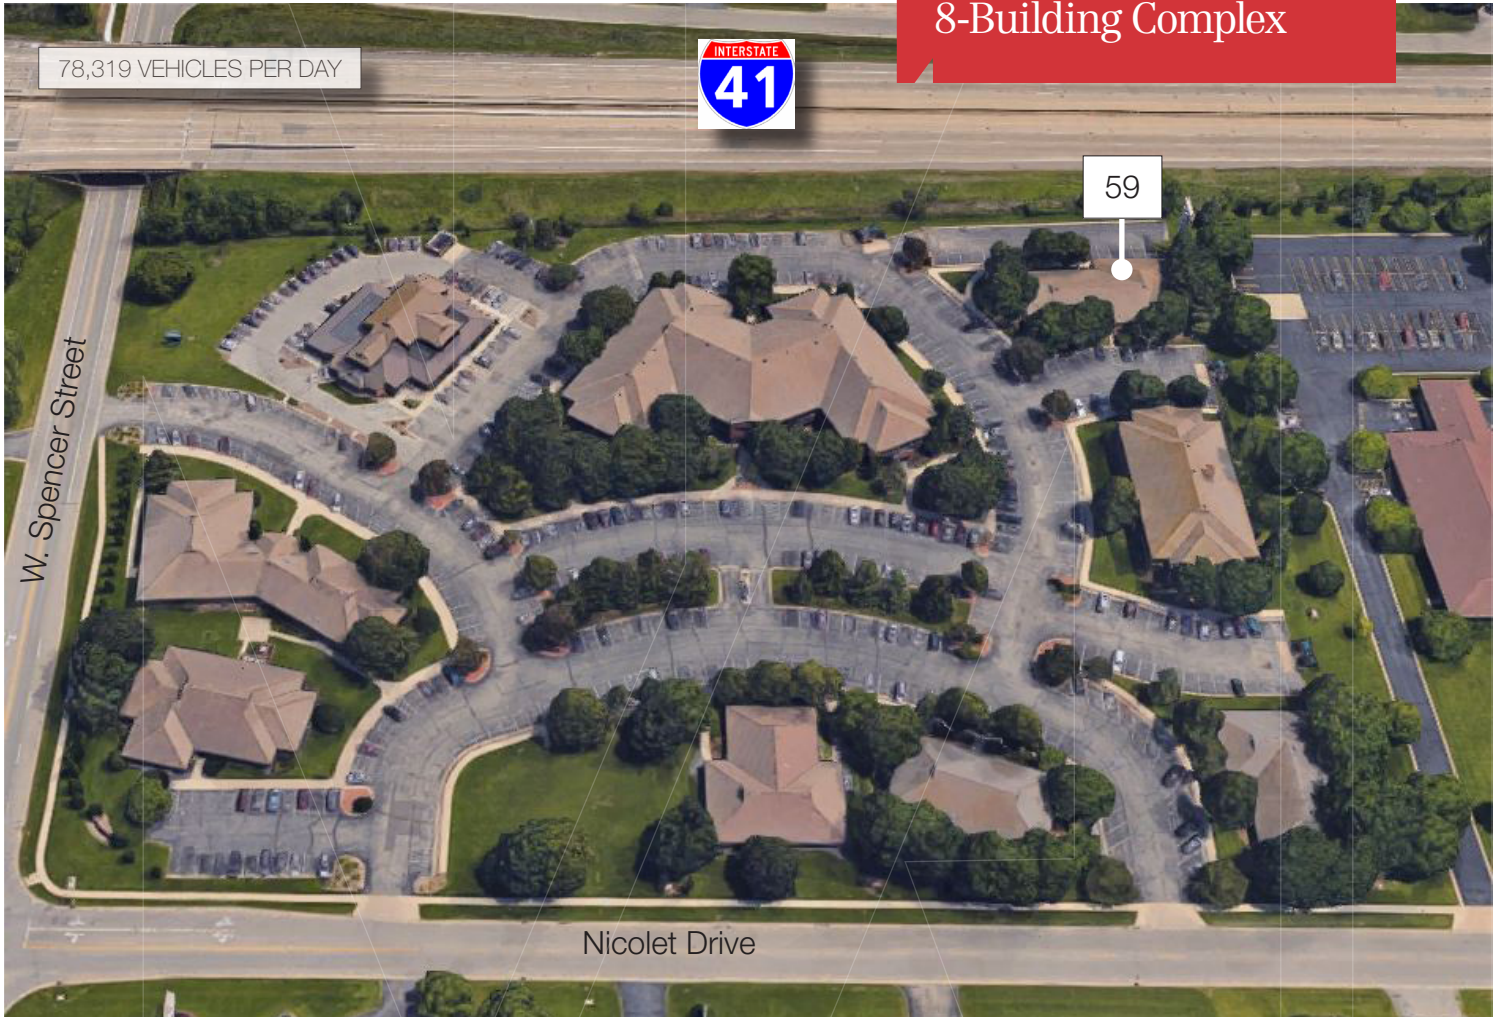 8-Building Complex
78,319 VEHICLES PER DAY
INTERSTATE
41
59
W. Spencer Street
Nicolet Drive